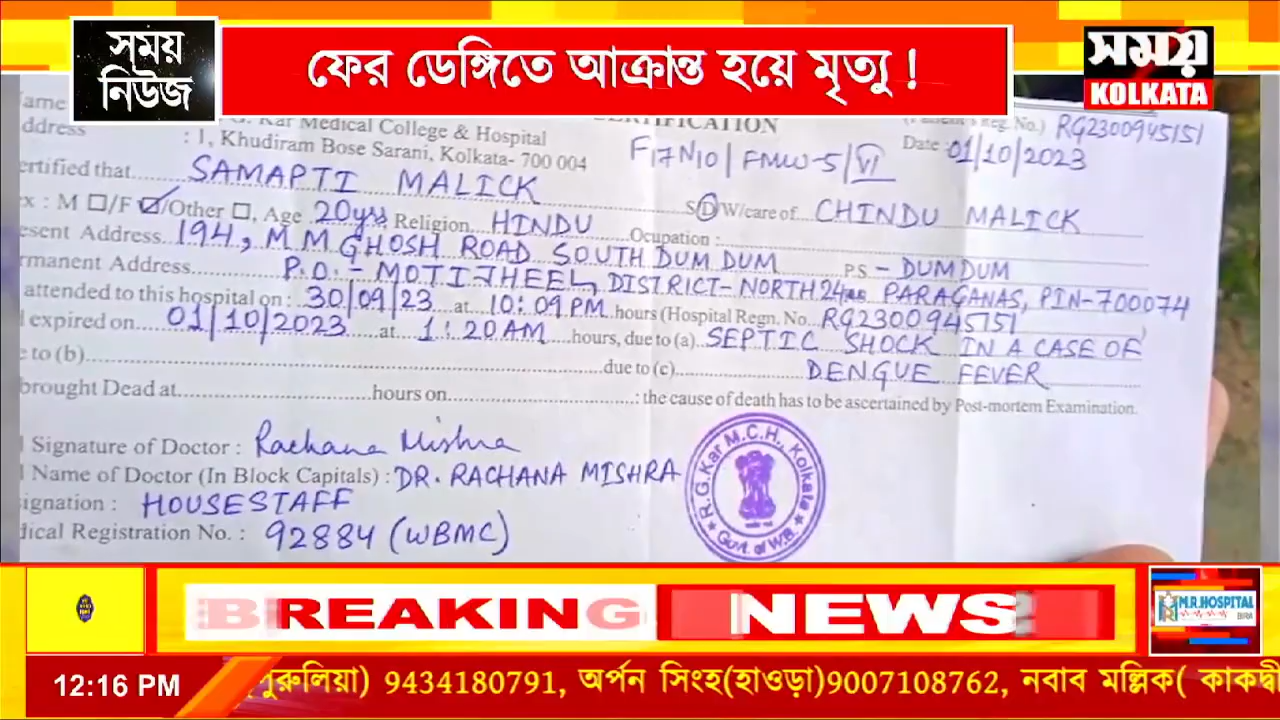 সময়
নিউজ
ফের ডেঙ্গিতে আক্রান্ত হয়ে মৃত্যু !
সময়
KOLKATA
Kar Medical College & Hospital
: 1, Khudiram Bose Sarani, Kolkata- 700 004
F17N10/FMW-5/VI
Reg. No.) RG2300945151
Date 01/10/2023
ertified that SAMAPTI MALICK
S/D/W/care of CHINDU MALICK
ex : M ☐/F ☑/Other ☐, Age 20yrs Religion HINDU Ocupation :
esent Address 194, M.M GHOSH ROAD SOUTH DUM DUM P.S - DUMDUM
rmanent Address P.O.- MOTIJHEEL, DISTRICT- NORTH 24 PARAGANAS, PIN-700074
attended to this hospital on : 30/09/23 at 10:09PM hours (Hospital Regn. No. RG2300945151
expired on 01/10/2023 at 1:20AM hours, due to (a) SEPTIC SHOCK IN A CASE OF
e to (b) due to (c) DENGUE FEVER
brought Dead at hours on : the cause of death has to be ascertained by Post-mortem Examination.
Signature of Doctor : Rachana Mishra
Name of Doctor (In Block Capitals) : DR. RACHANA MISHRA
ignation : HOUSESTAFF
dical Registration No. : 92884 (WBMC)
R.G.Kar M.C.H., Kolkata
Govt. of W.B.
BREAKING NEWS
M.R.HOSPITAL
BIRA
12:16 PM
(পুরুলিয়া) 9434180791, অর্পন সিংহ(হাওড়া)9007108762, নবাব মল্লিক( কাকদ্বী